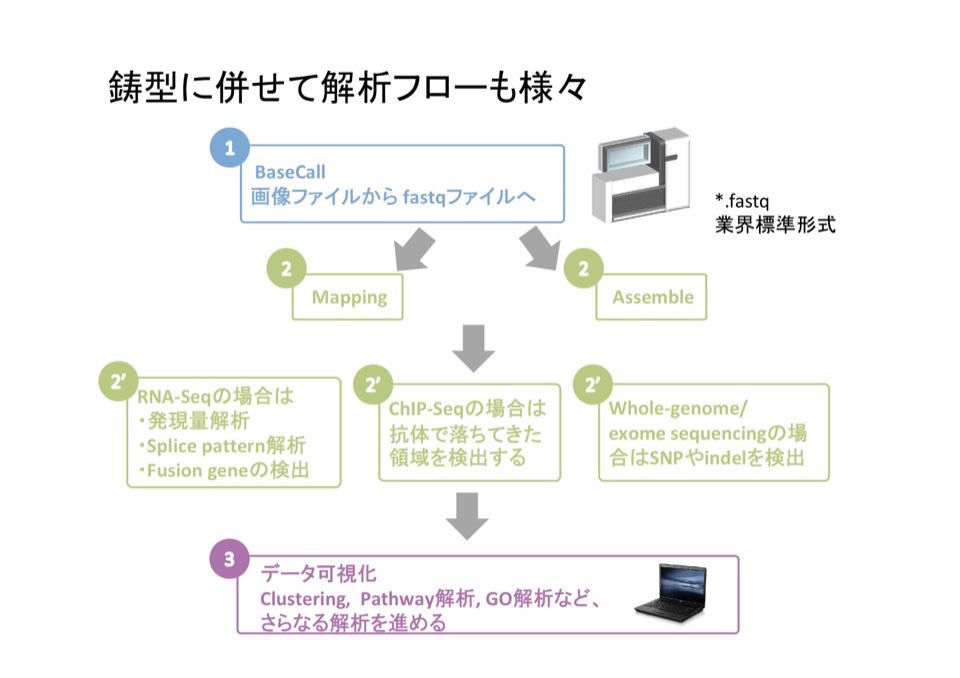 鋳型に併せて解析フローも様々
1
BaseCall
画像ファイルから fastqファイルへ
*.fastq
業界標準形式
2
Mapping
2
Assemble
2’
RNA-Seqの場合は
・発現量解析
・Splice pattern解析
・Fusion geneの検出
2’
ChIP-Seqの場合は
抗体で落ちてきた
領域を検出する
2’
Whole-genome/
exome sequencingの場
合はSNPやindelを検出
3
データ可視化
Clustering, Pathway解析, GO解析など、
さらなる解析を進める